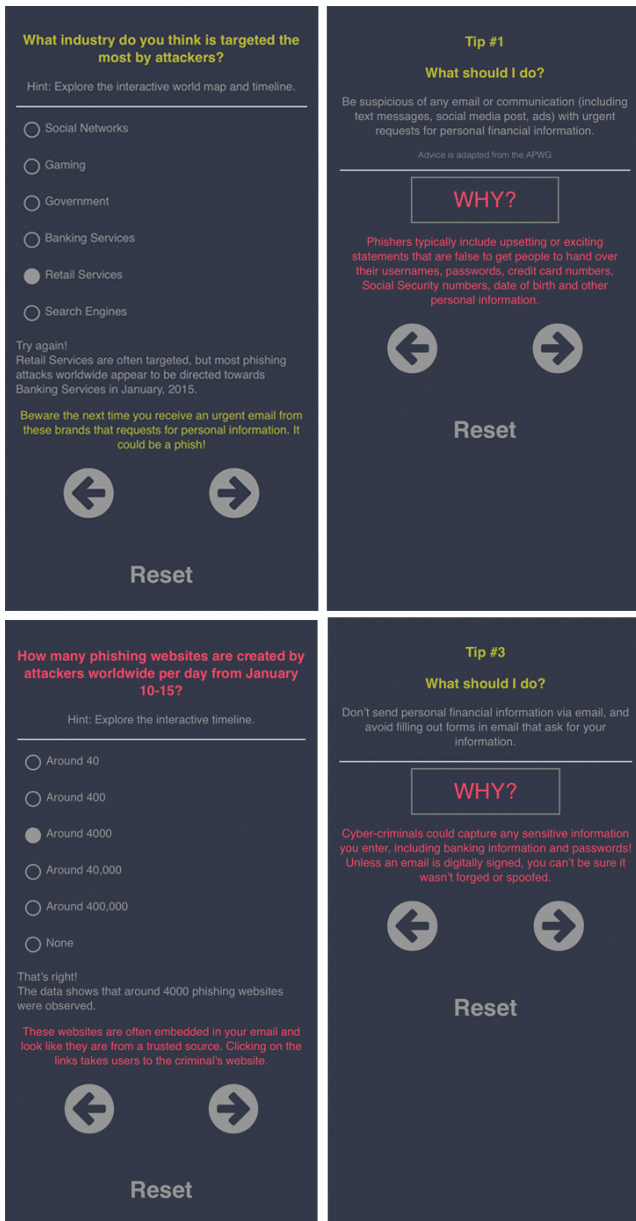 What industry do you think is targeted the
most by attackers?
Hint: Explore the interactive world map and timeline.
Social Networks
Gaming
Government
Banking Services
Retail Services
Search Engines
Try again!
Retail Services are often targeted, but most phishing
attacks worldwide appear to be directed towards
Banking Services in January, 2015.
Beware the next time you receive an urgent email from
these brands that requests for personal information. It
could be a phish!
Reset
Tip #1
What should I do?
Be suspicious of any email or communication (including
text messages, social media post, ads) with urgent
requests for personal financial information.
Advice is adapted from the APWG
WHY?
Phishers typically include upsetting or exciting
statements that are false to get people to hand over
their usernames, passwords, credit card numbers,
Social Security numbers, date of birth and other
personal information.
Reset
How many phishing websites are created by
attackers worldwide per day from January
10-15?
Hint: Explore the interactive timeline.
Around 40
Around 400
Around 4000
Around 40,000
Around 400,000
None
That's right!
The data shows that around 4000 phishing websites
were observed.
These websites are often embedded in your email and
look like they are from a trusted source. Clicking on the
links takes users to the criminal's website.
Reset
Tip #3
What should I do?
Don't send personal financial information via email, and
avoid filling out forms in email that ask for your
information.
WHY?
Cyber-criminals could capture any sensitive information
you enter, including banking information and passwords!
Unless an email is digitally signed, you can't be sure it
wasn't forged or spoofed.
Reset